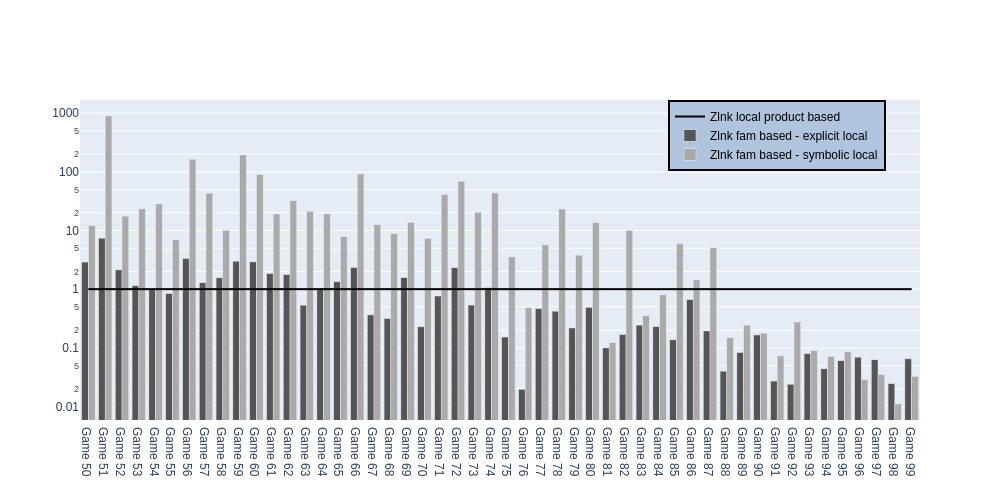 1000
5
2
100
5
2
10
5
2
1
5
2
0.1
5
2
0.01
Zlnk local product based
Zlnk fam based - explicit local
Zlnk fam based - symbolic local
Game 50
Game 51
Game 52
Game 53
Game 54
Game 55
Game 56
Game 57
Game 58
Game 59
Game 60
Game 61
Game 62
Game 63
Game 64
Game 65
Game 66
Game 67
Game 68
Game 69
Game 70
Game 71
Game 72
Game 73
Game 74
Game 75
Game 76
Game 77
Game 78
Game 79
Game 80
Game 81
Game 82
Game 83
Game 84
Game 85
Game 86
Game 87
Game 88
Game 89
Game 90
Game 91
Game 92
Game 93
Game 94
Game 95
Game 96
Game 97
Game 98
Game 99